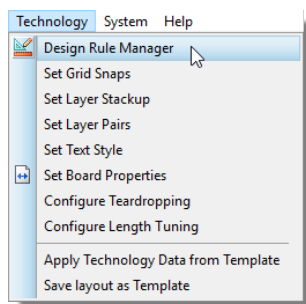 Technology System Help
Design Rule Manager
Set Grid Snaps
Set Layer Stackup
Set Layer Pairs
Set Text Style
Set Board Properties
Configure Teardropping
Configure Length Tuning
Apply Technology Data from Template
Save layout as Template